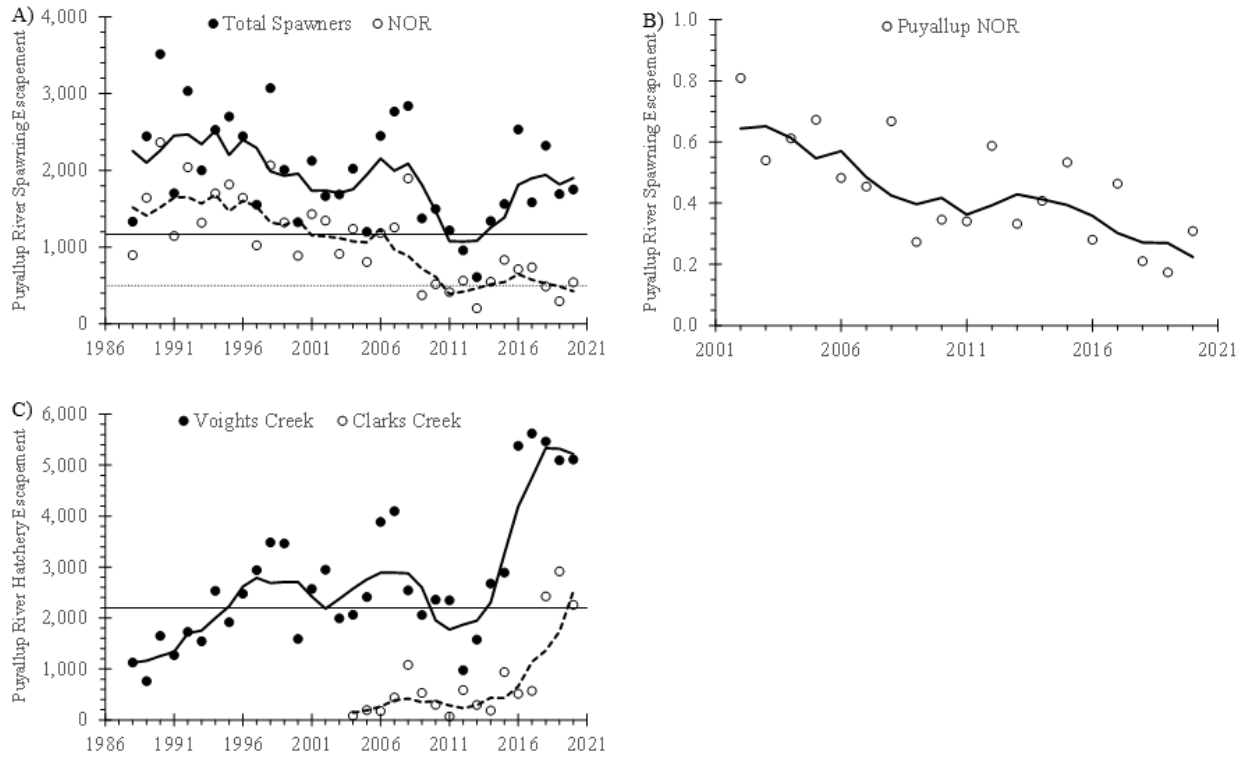 A)
Total Spawners
NOR
Puyallup River Spawning Escapement
4,000
3,000
2,000
1,000
0
1986 1991 1996 2001 2006 2011 2016 2021
B)
Puyallup NOR
Puyallup River Spawning Escapement
1.0
0.8
0.6
0.4
0.2
0.0
2001 2006 2011 2016 2021
C)
Voights Creek
Clarks Creek
Puyallup River Hatchery Escapement
6,000
5,000
4,000
3,000
2,000
1,000
0
1986 1991 1996 2001 2006 2011 2016 2021